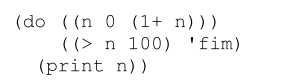 (do ((n 0 (1+ n)))
((> n 100) 'fim)
(print n))